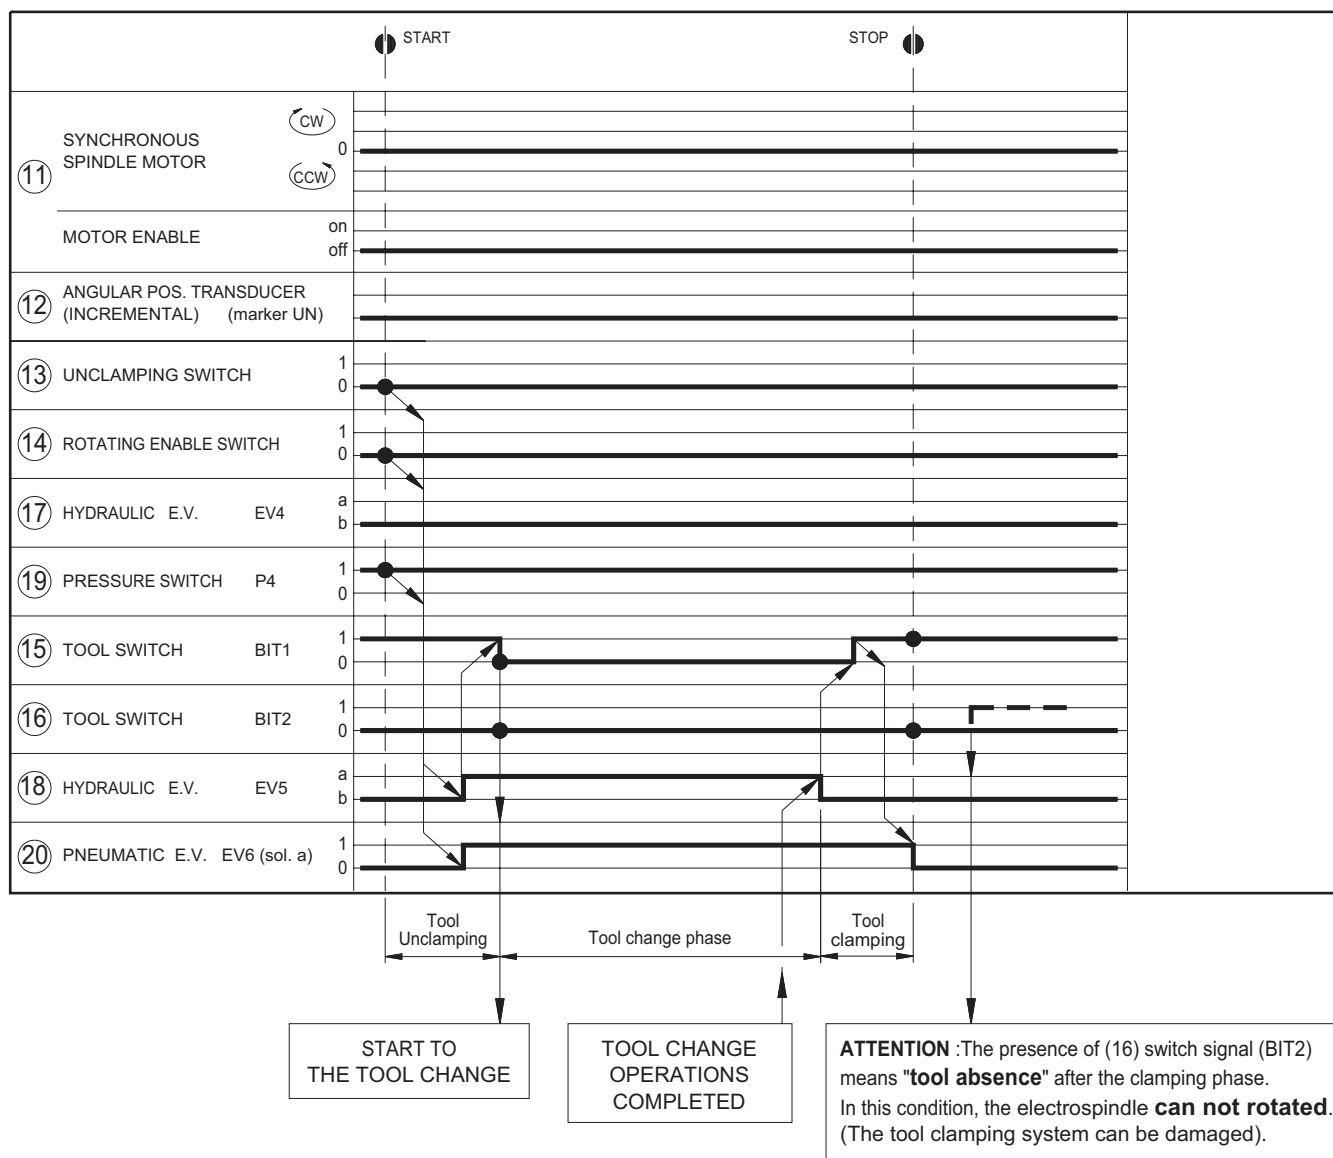 START
STOP
11
SYNCHRONOUS
SPINDLE MOTOR
CW
0
CCW
MOTOR ENABLE
on
off
12
ANGULAR POS. TRANSDUCER
(INCREMENTAL) (marker UN)
13 UNCLAMPING SWITCH
1
0
14 ROTATING ENABLE SWITCH
1
0
17 HYDRAULIC E.V. EV4
a
b
19 PRESSURE SWITCH P4
1
0
15 TOOL SWITCH BIT1
1
0
16 TOOL SWITCH BIT2
1
0
18 HYDRAULIC E.V. EV5
a
b
20 PNEUMATIC E.V. EV6 (sol. a)
1
0
Tool
Unclamping
Tool change phase
Tool
clamping
START TO
THE TOOL CHANGE
TOOL CHANGE
OPERATIONS
COMPLETED
ATTENTION :The presence of (16) switch signal (BIT2)
means "tool absence" after the clamping phase.
In this condition, the electrospindle can not rotated.
(The tool clamping system can be damaged).